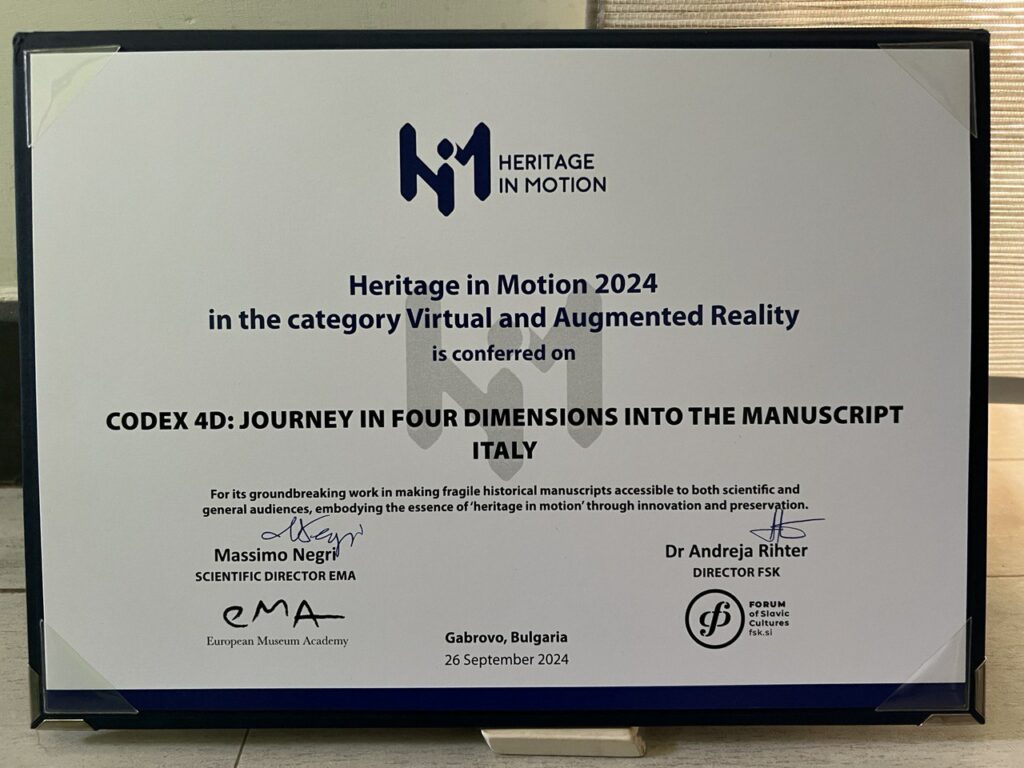 HERITAGE
IN MOTION
Heritage in Motion 2024
in the category Virtual and Augmented Reality
is conferred on
CODEX 4D: JOURNEY IN FOUR DIMENSIONS INTO THE MANUSCRIPT
ITALY
For its groundbreaking work in making fragile historical manuscripts accessible to both scientific and
general audiences, embodying the essence of ‘heritage in motion’ through innovation and preservation.
Massimo Negri
SCIENTIFIC DIRECTOR EMA
eMA
European Museum Academy
Gabrovo, Bulgaria
26 September 2024
Dr Andreja Rihter
DIRECTOR FSK
FORUM
of Slavic
Cultures
fsk.si